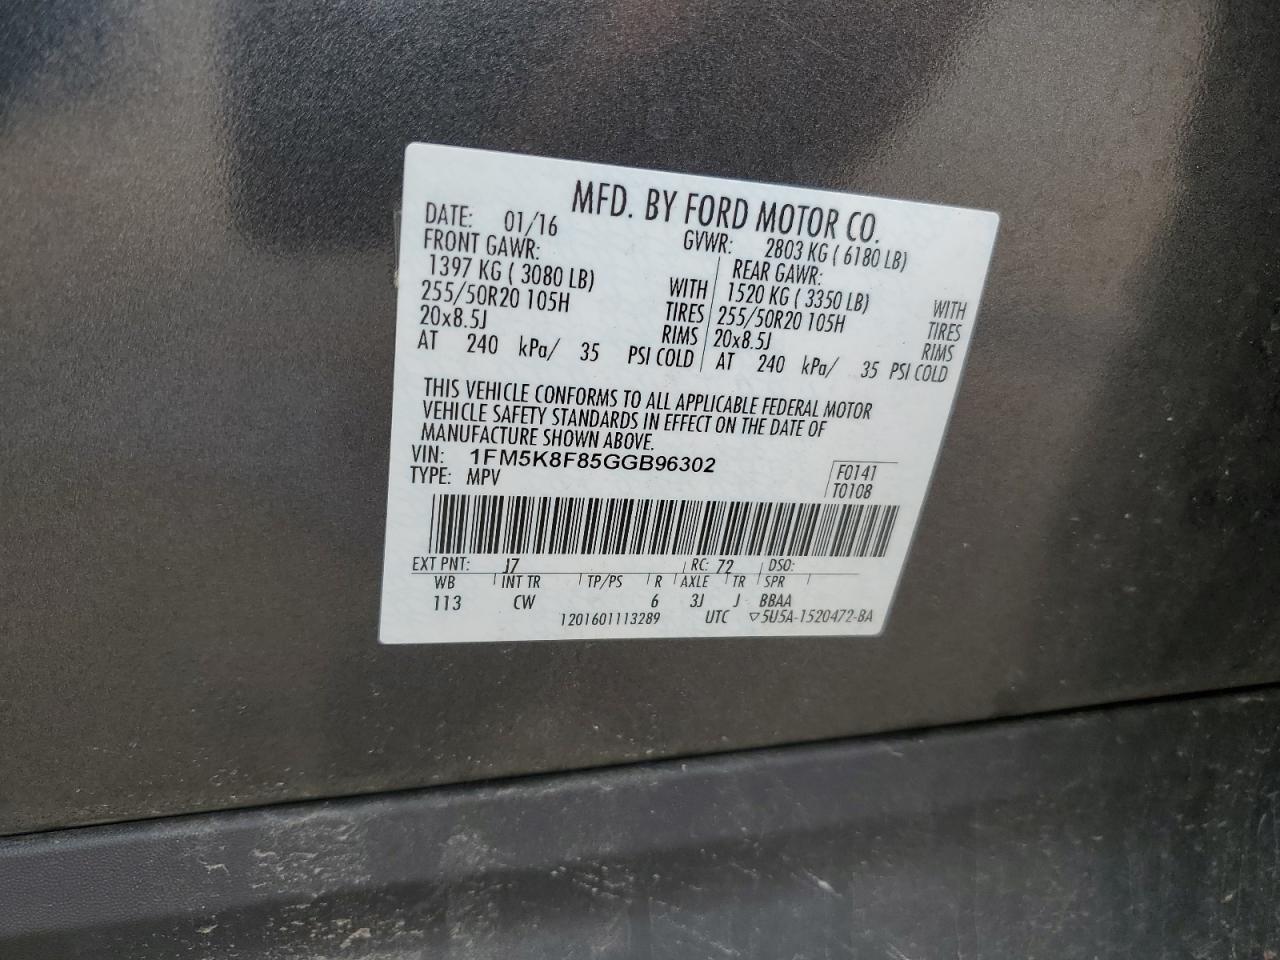 MFD. BY FORD MOTOR CO.
DATE: 01/16 GVWR: 2803 KG ( 6180 LB)
FRONT GAWR: REAR GAWR:
1397 KG ( 3080 LB) WITH 1520 KG ( 3350 LB) WITH
255/50R20 105H TIRES 255/50R20 105H TIRES
20x8.5J RIMS 20x8.5J RIMS
AT 240 kPa/ 35 PSI COLD AT 240 kPa/ 35 PSI COLD
THIS VEHICLE CONFORMS TO ALL APPLICABLE FEDERAL MOTOR
VEHICLE SAFETY STANDARDS IN EFFECT ON THE DATE OF
MANUFACTURE SHOWN ABOVE.
VIN: 1FM5K8F85GGB96302 F0141
TYPE: MPV T0108
EXT PNT: J7 RC: 72 DSO:
WB INT TR TP/PS R AXLE TR SPR
113 CW 6 3J J BBAA
1201601113289 UTC ▽5U5A-1520472-BA